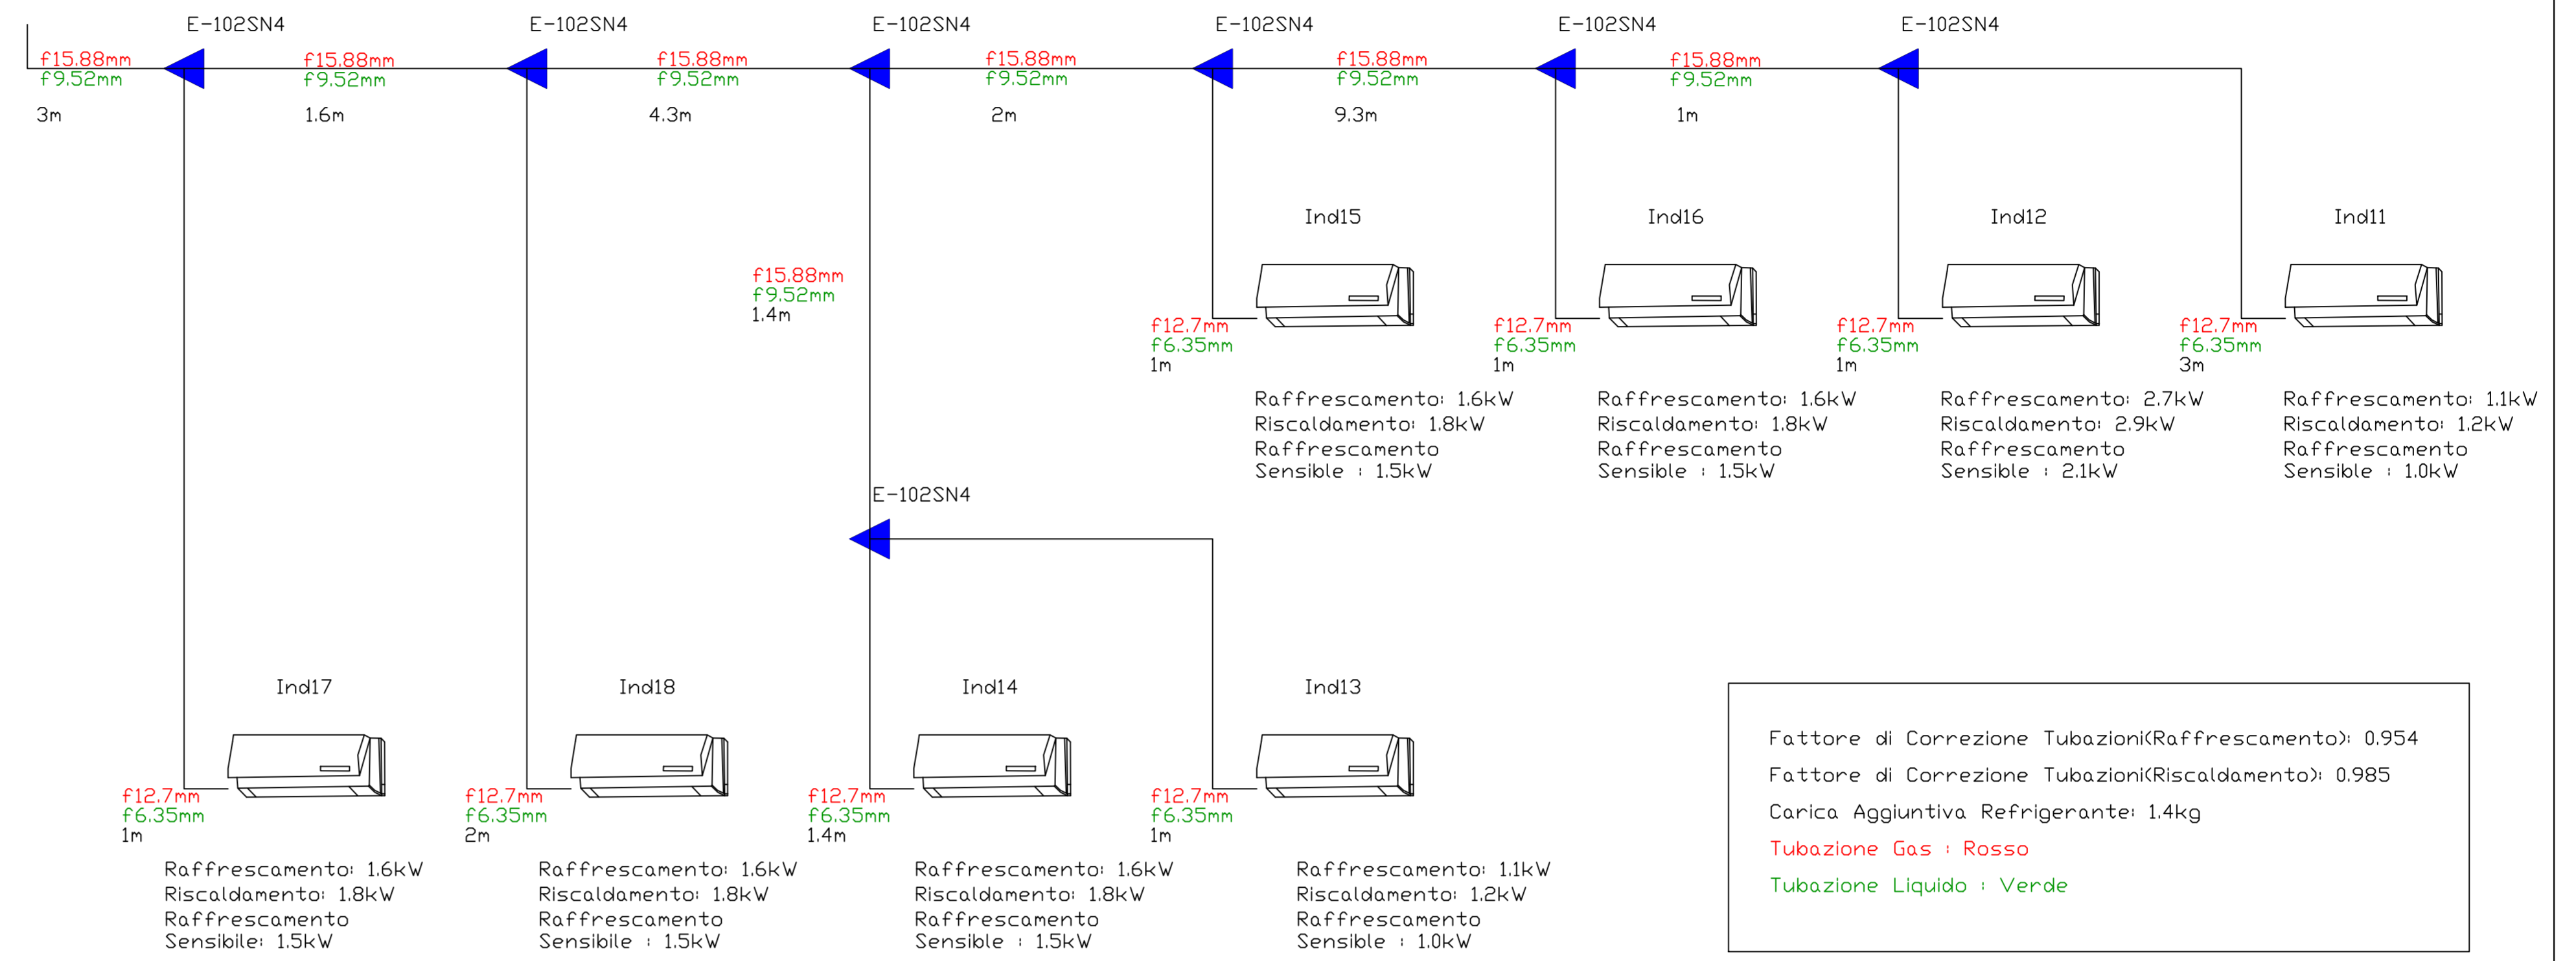 E-102SN4
E-102SN4
E-102SN4
E-102SN4
E-102SN4
E-102SN4
f15.88mm
f9.52mm
3m
f15.88mm
f9.52mm
1.6m
f15.88mm
f9.52mm
4.3m
f15.88mm
f9.52mm
2m
f15.88mm
f9.52mm
9.3m
f15.88mm
f9.52mm
1m
f15.88mm
f9.52mm
1.4m
Ind15
f12.7mm
f6.35mm
1m
Raffrescamento: 1.6kW
Riscaldamento: 1.8kW
Raffrescamento
Sensible : 1.5kW
Ind16
f12.7mm
f6.35mm
1m
Raffrescamento: 1.6kW
Riscaldamento: 1.8kW
Raffrescamento
Sensible : 1.5kW
Ind12
f12.7mm
f6.35mm
1m
Raffrescamento: 2.7kW
Riscaldamento: 2.9kW
Raffrescamento
Sensible : 2.1kW
Ind11
f12.7mm
f6.35mm
3m
Raffrescamento: 1.1kW
Riscaldamento: 1.2kW
Raffrescamento
Sensible : 1.0kW
E-102SN4
Ind17
f12.7mm
f6.35mm
1m
Raffrescamento: 1.6kW
Riscaldamento: 1.8kW
Raffrescamento
Sensibile: 1.5kW
Ind18
f12.7mm
f6.35mm
2m
Raffrescamento: 1.6kW
Riscaldamento: 1.8kW
Raffrescamento
Sensibile : 1.5kW
Ind14
f12.7mm
f6.35mm
1.4m
Raffrescamento: 1.6kW
Riscaldamento: 1.8kW
Raffrescamento
Sensible : 1.5kW
Ind13
f12.7mm
f6.35mm
1m
Raffrescamento: 1.1kW
Riscaldamento: 1.2kW
Raffrescamento
Sensible : 1.0kW
Fattore di Correzione Tubazioni(Raffrescamento): 0.954
Fattore di Correzione Tubazioni(Riscaldamento): 0.985
Carica Aggiuntiva Refrigerante: 1.4kg
Tubazione Gas : Rosso
Tubazione Liquido : Verde